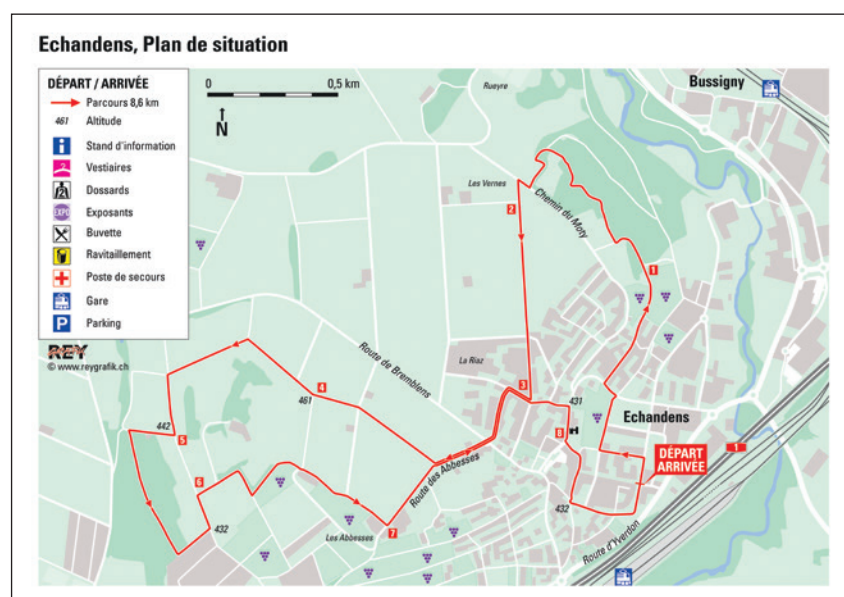 Echandens, Plan de situation
DÉPART / ARRIVÉE
Parcours 8,6 km
461 Altitude
Stand d'information
Vestiaires
Dossards
EXPO Exposants
Buvette
Ravitaillement
Poste de secours
Gare
P Parking
REY
© www.reygrafik.ch
0 0,5 km
N
Rueyre
Bussigny
Les Vernes
2
Chemin du Moty
1
La Riaz
Route de Bremblens
3
431
4
461
Echandens
442
5
8
DÉPART
ARRIVÉE
1
6
Route des Abbesses
432
432
7
Les Abbesses
Route d'Yverdon